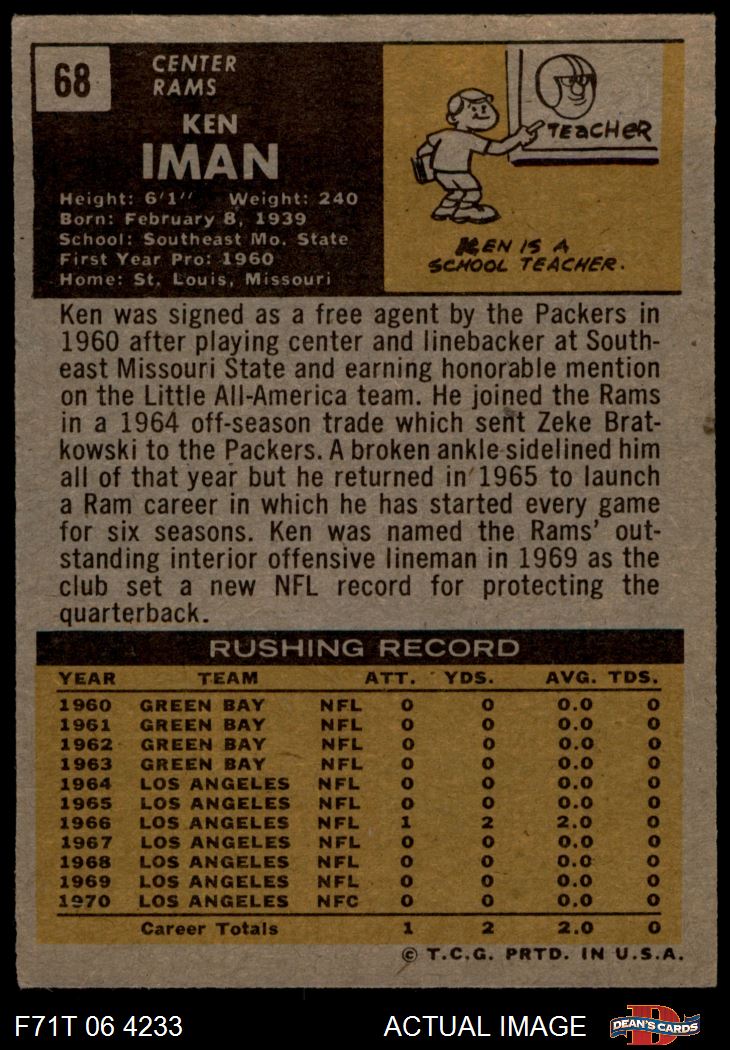 68
CENTER
RAMS
KEN
IMAN
Height: 6'1" Weight: 240
Born: February 8, 1939
School: Southeast Mo. State
First Year Pro: 1960
Home: St. Louis, Missouri
TEaCHeR
KEN IS A
SCHOOL TEACHER.
Ken was signed as a free agent by the Packers in
1960 after playing center and linebacker at South-
east Missouri State and earning honorable mention
on the Little All-America team. He joined the Rams
in a 1964 off-season trade which sent Zeke Brat-
kowski to the Packers. A broken ankle sidelined him
all of that year but he returned in 1965 to launch
a Ram career in which he has started every game
for six seasons. Ken was named the Rams' out-
standing interior offensive lineman in 1969 as the
club set a new NFL record for protecting the
quarterback.
RUSHING RECORD
YEAR TEAM ATT. YDS. AVG. TDS.
1960 GREEN BAY NFL 0 0 0.0 0
1961 GREEN BAY NFL 0 0 0.0 0
1962 GREEN BAY NFL 0 0 0.0 0
1963 GREEN BAY NFL 0 0 0.0 0
1964 LOS ANGELES NFL 0 0 0.0 0
1965 LOS ANGELES NFL 0 0 0.0 0
1966 LOS ANGELES NFL 1 2 2.0 0
1967 LOS ANGELES NFL 0 0 0.0 0
1968 LOS ANGELES NFL 0 0 0.0 0
1969 LOS ANGELES NFL 0 0 0.0 0
1970 LOS ANGELES NFC 0 0 0.0 0
Career Totals 1 2 2.0 0
© T.C.G. PRTD. IN U.S.A.
F71T 06 4233 ACTUAL IMAGE D DEAN'S CARDS